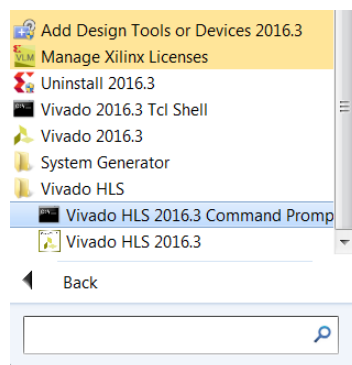 Add Design Tools or Devices 2016.3
Manage Xilinx Licenses
Uninstall 2016.3
Vivado 2016.3 Tcl Shell
Vivado 2016.3
System Generator
Vivado HLS
Vivado HLS 2016.3 Command Promp
Vivado HLS 2016.3
Back